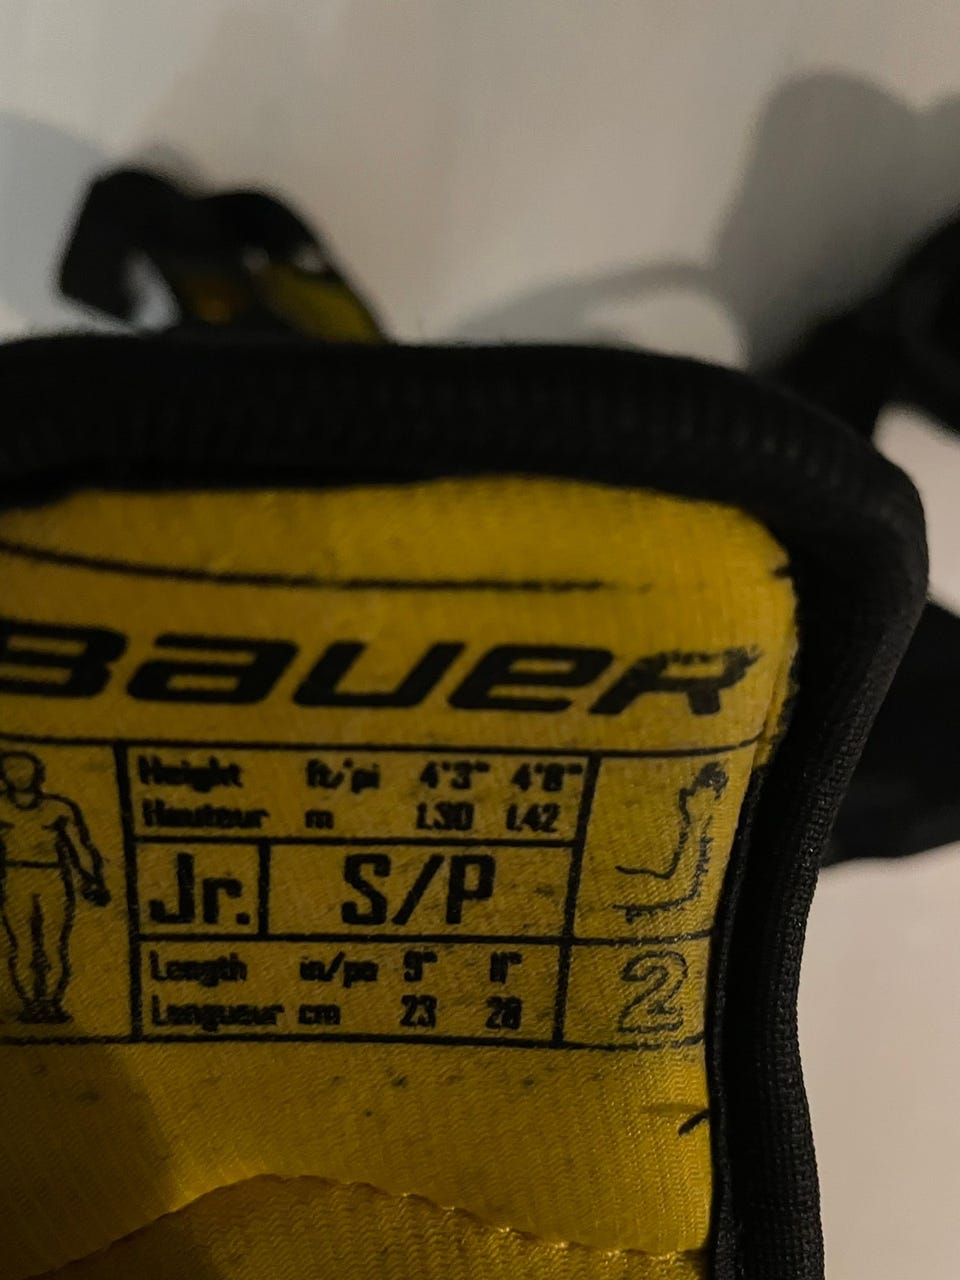 BAUER
Height ft/pi 4'3" 4'8"
Hauteur m 1.30 1.42
Jr. S/P
Length in/po 9" 11"
Longueur cm 23 28
2